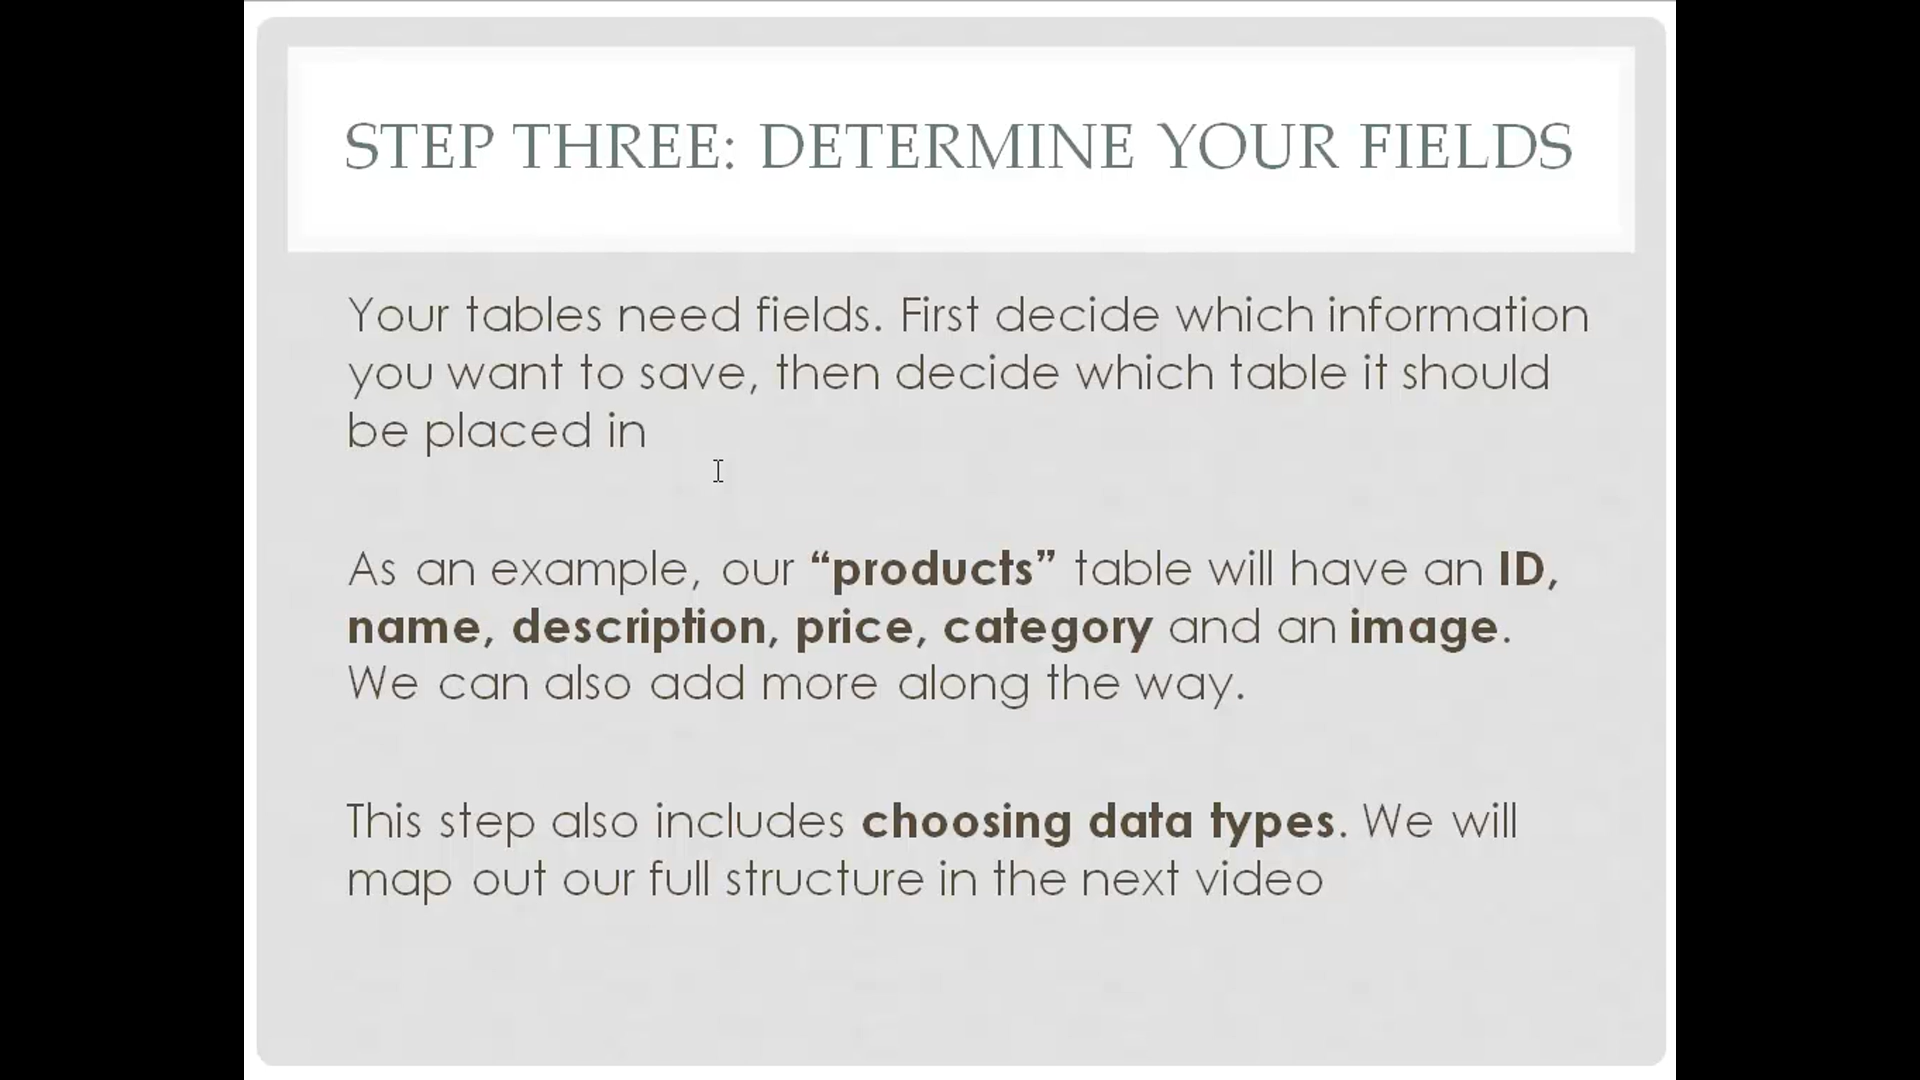 STEP THREE: DETERMINE YOUR FIELDS
Your tables need fields. First decide which information
you want to save, then decide which table it should
be placed in
As an example, our “products” table will have an ID,
name, description, price, category and an image.
We can also add more along the way.
This step also includes choosing data types. We will
map out our full structure in the next video